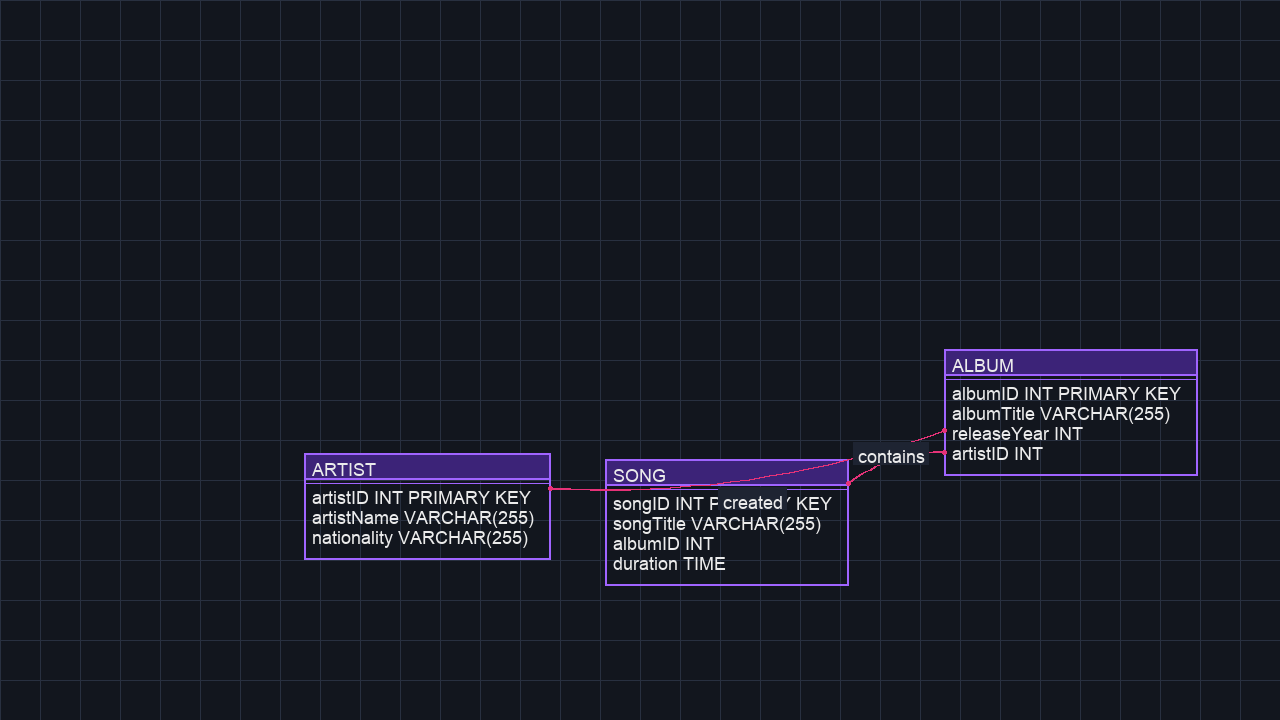 ARTIST
artistID INT PRIMARY KEY
artistName VARCHAR(255)
nationality VARCHAR(255)
SONG
songID INT P
created
KEY
songTitle VARCHAR(255)
albumID INT
duration TIME
contains
ALBUM
albumID INT PRIMARY KEY
albumTitle VARCHAR(255)
releaseYear INT
artistID INT